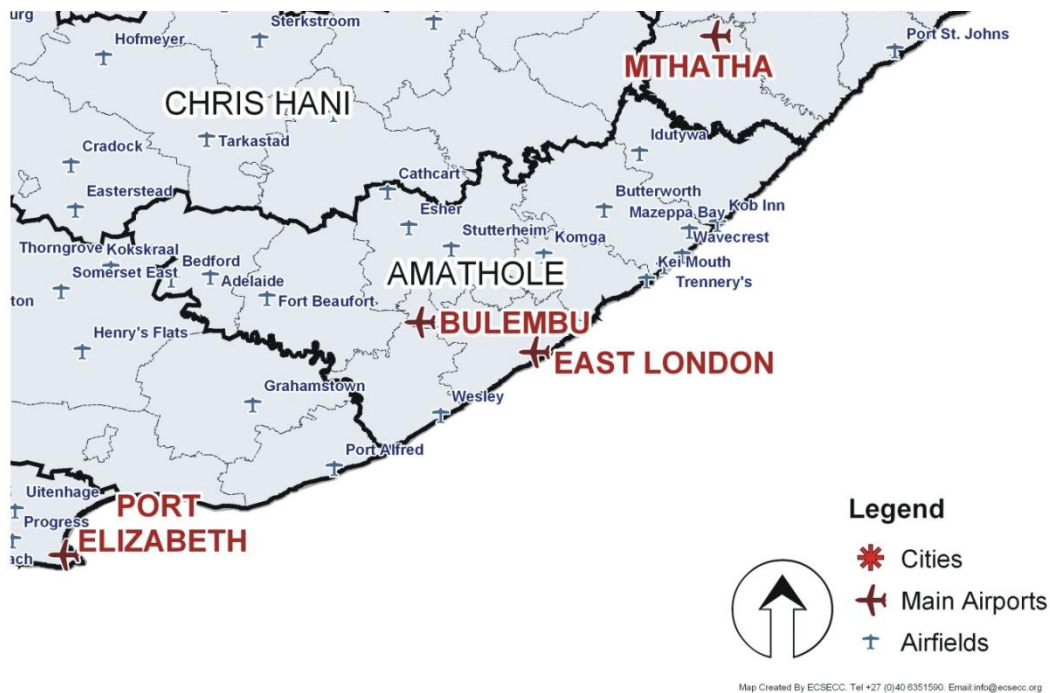 urg
Sterkstroom
Hofmeyer
Port St. Johns
MTHATHA
CHRIS HANI
Tarkastad
Idutywa
Cradock
Cathcart
Easterstead
Butterworth
Esher
Mazeppa Bay
Kob Inn
Stutterheim
Komga
Wavecrest
Thorngrove
Kokskraal
Bedford
Kei Mouth
Somerset East
Adelaide
AMATHOLE
Trennery's
ton
Fort Beaufort
BULEMBU
Henry's Flats
EAST LONDON
Grahamstown
Wesley
Port Alfred
Uitenhage
PORT
ELIZABETH
Progress
ach
Legend
Cities
Main Airports
Airfields
Map Created By ECSECC. Tel +27 (0)40 6351590. Email:info@ecsecc.org